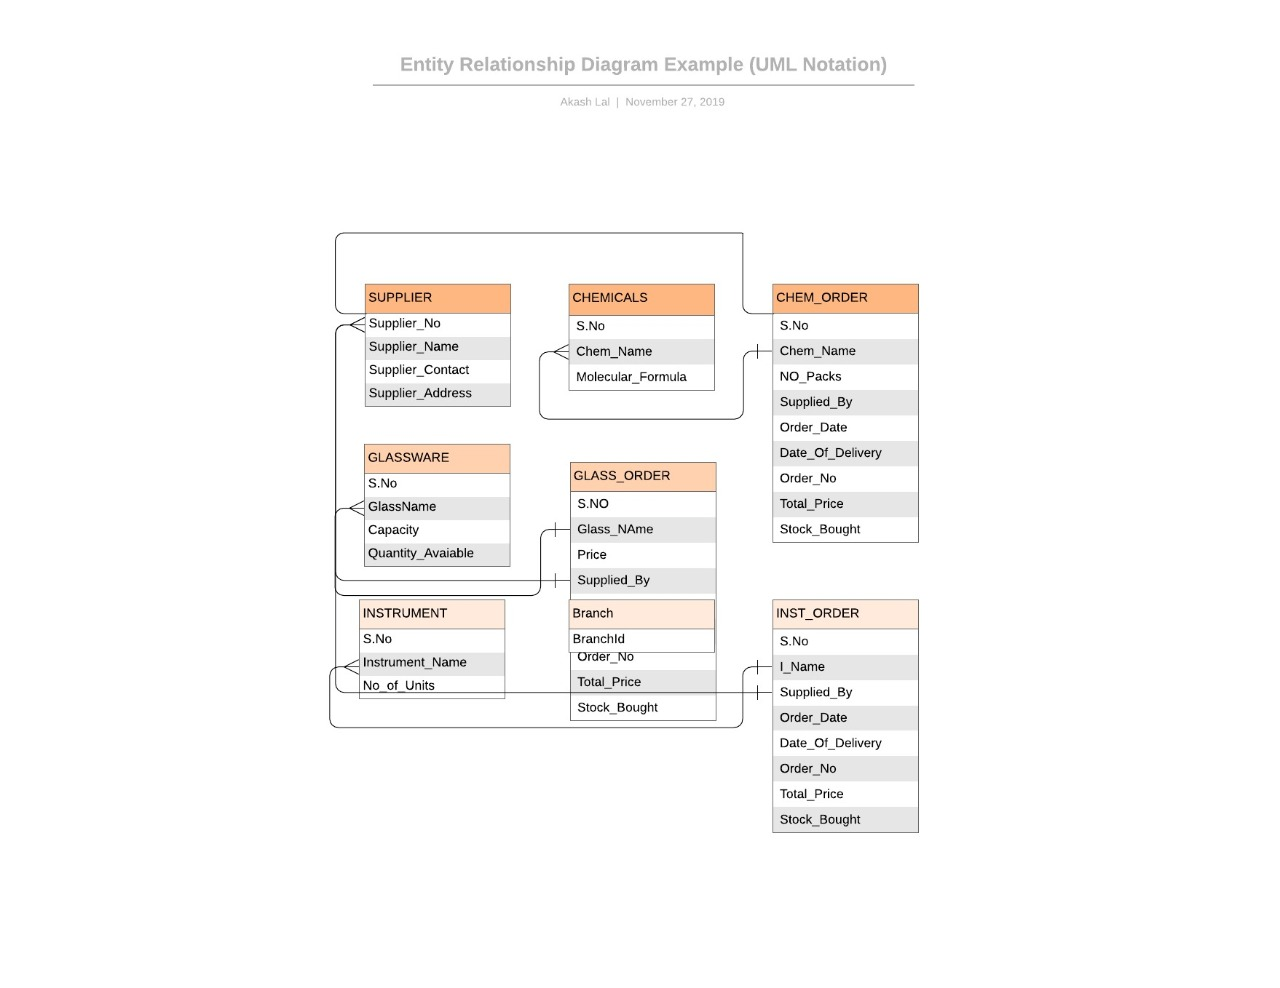 Entity Relationship Diagram Example (UML Notation)
Akash Lal | November 27, 2019
SUPPLIER
Supplier_No
Supplier_Name
Supplier_Contact
Supplier_Address
CHEMICALS
S.No
Chem_Name
Molecular_Formula
CHEM_ORDER
S.No
Chem_Name
NO_Packs
Supplied_By
Order_Date
Date_Of_Delivery
Order_No
Total_Price
Stock_Bought
GLASSWARE
S.No
GlassName
Capacity
Quantity_Avaiable
GLASS_ORDER
S.NO
Glass_NAme
Price
Supplied_By
Branch
BranchId
Order_No
Total_Price
Stock_Bought
INSTRUMENT
S.No
Instrument_Name
No_of_Units
INST_ORDER
S.No
I_Name
Supplied_By
Order_Date
Date_Of_Delivery
Order_No
Total_Price
Stock_Bought